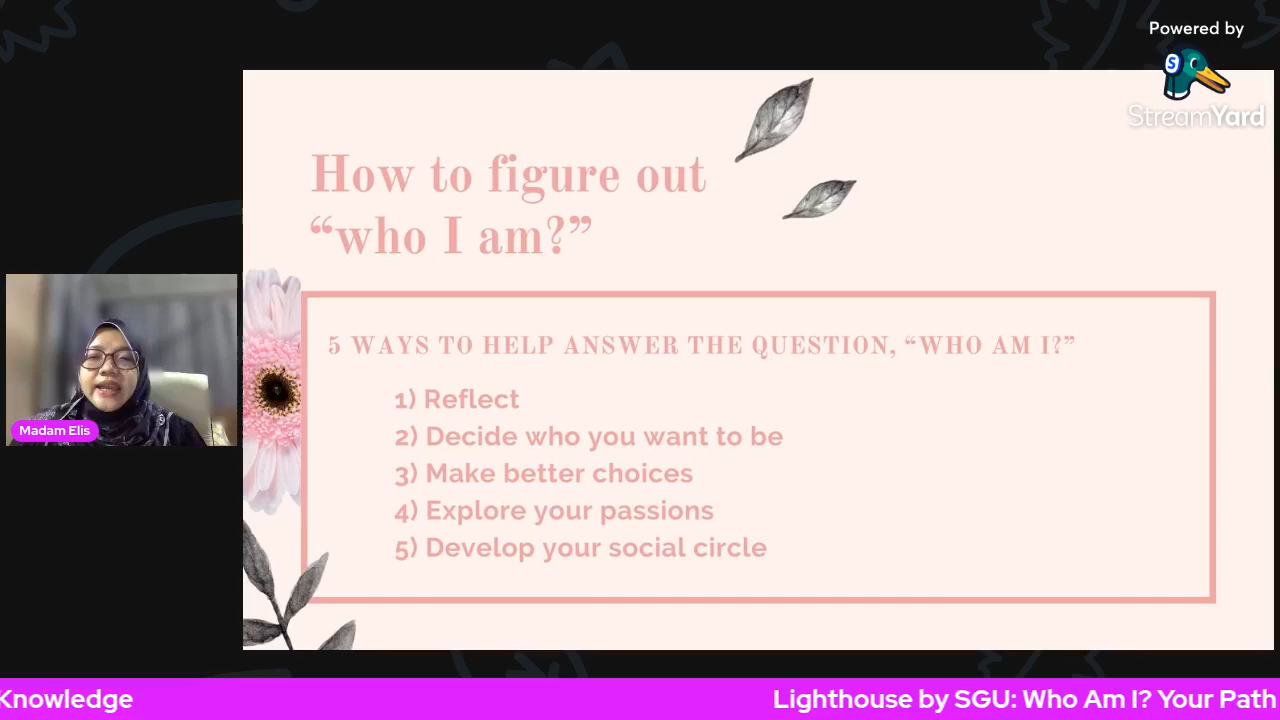 Powered by
StreamYard
How to figure out
“who I am?”
5 WAYS TO HELP ANSWER THE QUESTION, “WHO AM I?”
1) Reflect
2) Decide who you want to be
3) Make better choices
4) Explore your passions
5) Develop your social circle
Madam Elis
Knowledge
Lighthouse by SGU: Who Am I? Your Path